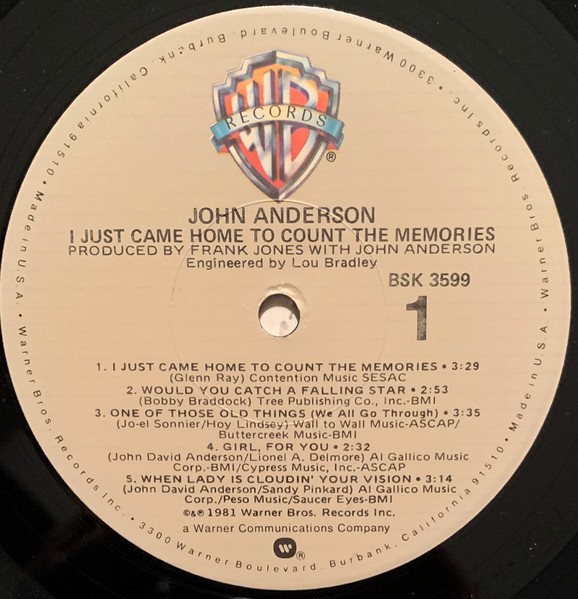 WB
RECORDS
®
JOHN ANDERSON
I JUST CAME HOME TO COUNT THE MEMORIES
PRODUCED BY FRANK JONES WITH JOHN ANDERSON
Engineered by Lou Bradley
BSK 3599
1
1. I JUST CAME HOME TO COUNT THE MEMORIES • 3:29
(Glenn Ray) Contention Music SESAC
2. WOULD YOU CATCH A FALLING STAR • 2:53
(Bobby Braddock) Tree Publishing Co., Inc.-BMI
3. ONE OF THOSE OLD THINGS (We All Go Through) • 3:35
(Jo-el Sonnier/Hoy Lindsey) Wall to Wall Music-ASCAP/
Buttercreek Music-BMI
4. GIRL, FOR YOU • 2:32
(John David Anderson/Lionel A. Delmore) Al Gallico Music
Corp.-BMI/Cypress Music, Inc.-ASCAP
5. WHEN LADY IS CLOUDIN' YOUR VISION • 3:14
(John David Anderson/Sandy Pinkard) Al Gallico Music
Corp./Peso Music/Saucer Eyes-BMI
©&℗ 1981 Warner Bros. Records Inc.
a Warner Communications Company
W ®
Warner Bros. Records Inc. • 3300 Warner Boulevard, Burbank, California 91510 • Made in U.S.A. • Warner Bros. Records Inc. • 3300 Warner Boulevard, Burbank, California 91510 • Made in U.S.A. •